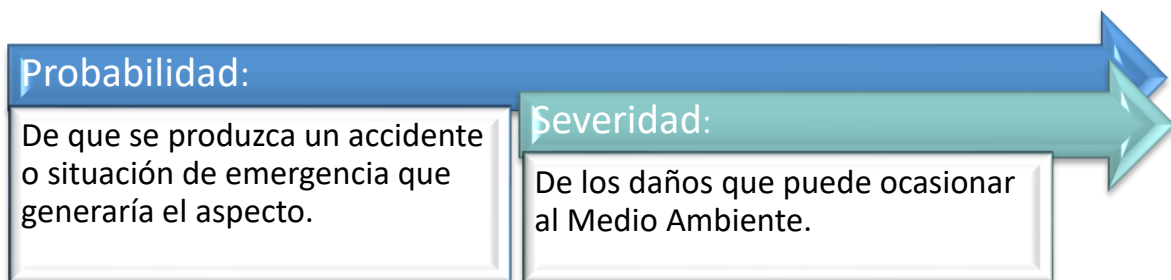 Probabilidad:
De que se produzca un accidente
o situación de emergencia que
generaría el aspecto.
Severidad:
De los daños que puede ocasionar
al Medio Ambiente.